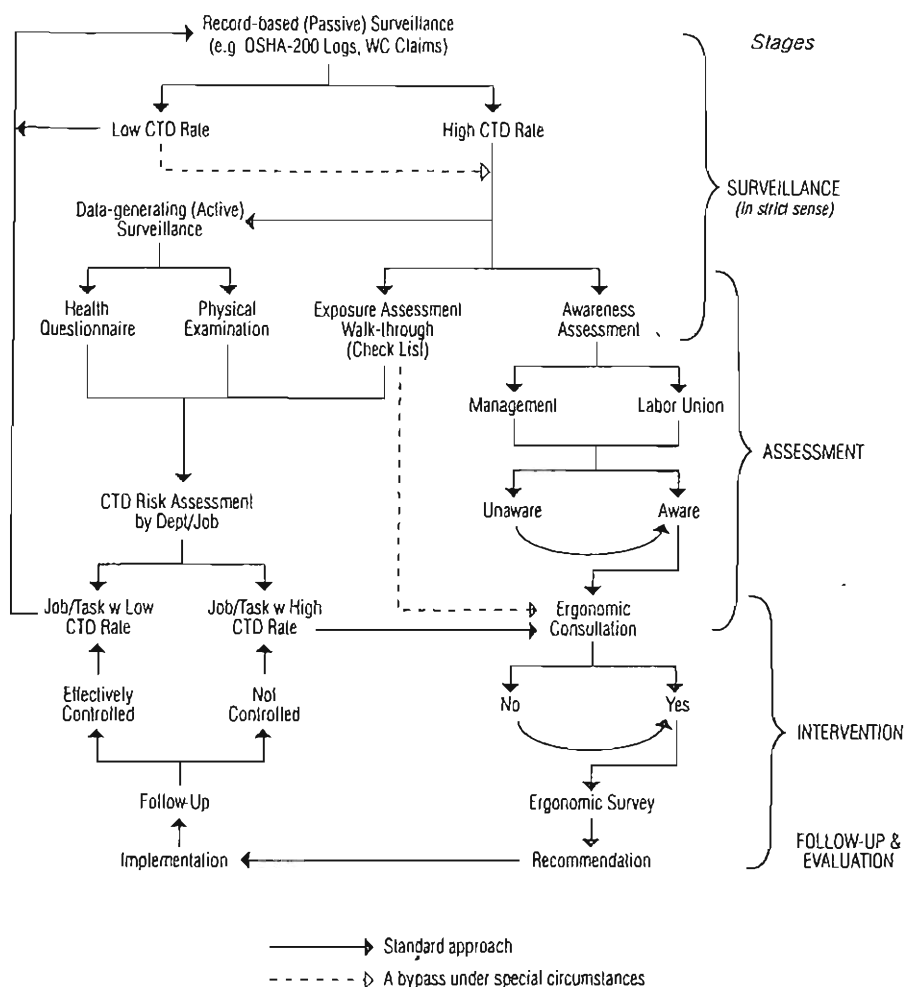 Record-based (Passive) Surveillance
(e.g OSHA-200 Logs, WC Claims)
Stages
Low CTD Rate
High CTD Rate
SURVEILLANCE
(in strict sense)
Data-generating (Active)
Surveillance
Health
Questionnaire
Physical
Examination
Exposure Assessment
Walk-through
(Check List)
Awareness
Assessment
Management
Labor Union
ASSESSMENT
CTD Risk Assessment
by Dept/Job
Unaware
Aware
Job/Task w Low
CTD Rate
Job/Task w High
CTD Rate
Ergonomic
Consultation
Effectively
Controlled
Not
Controlled
No
Yes
INTERVENTION
Follow-Up
Ergonomic Survey
Implementation
Recommendation
FOLLOW-UP &
EVALUATION
Standard approach
A bypass under special circumstances